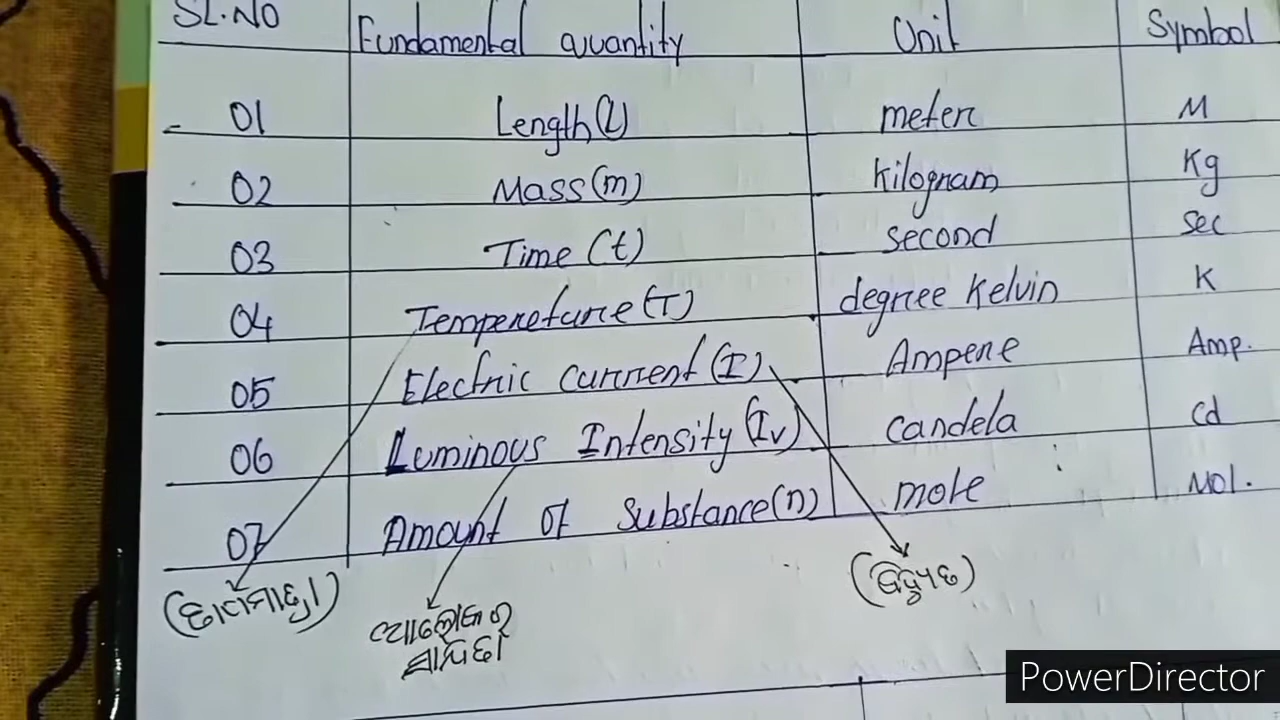 SL.NO Fundamental quantity Unit Symbol
01 Length(L) meter M
02 Mass(m) kilogram Kg
03 Time (t) second Sec
04 Temperature(T) degree Kelvin K
05 Electric current(I) Ampere Amp.
06 Luminous Intensity(Iv) candela Cd
07 Amount of Substance(n) mole Mol.
(ତାପମାତ୍ରା) (ବିଦ୍ୟୁତ)
ଆଲୋକର
PowerDirector